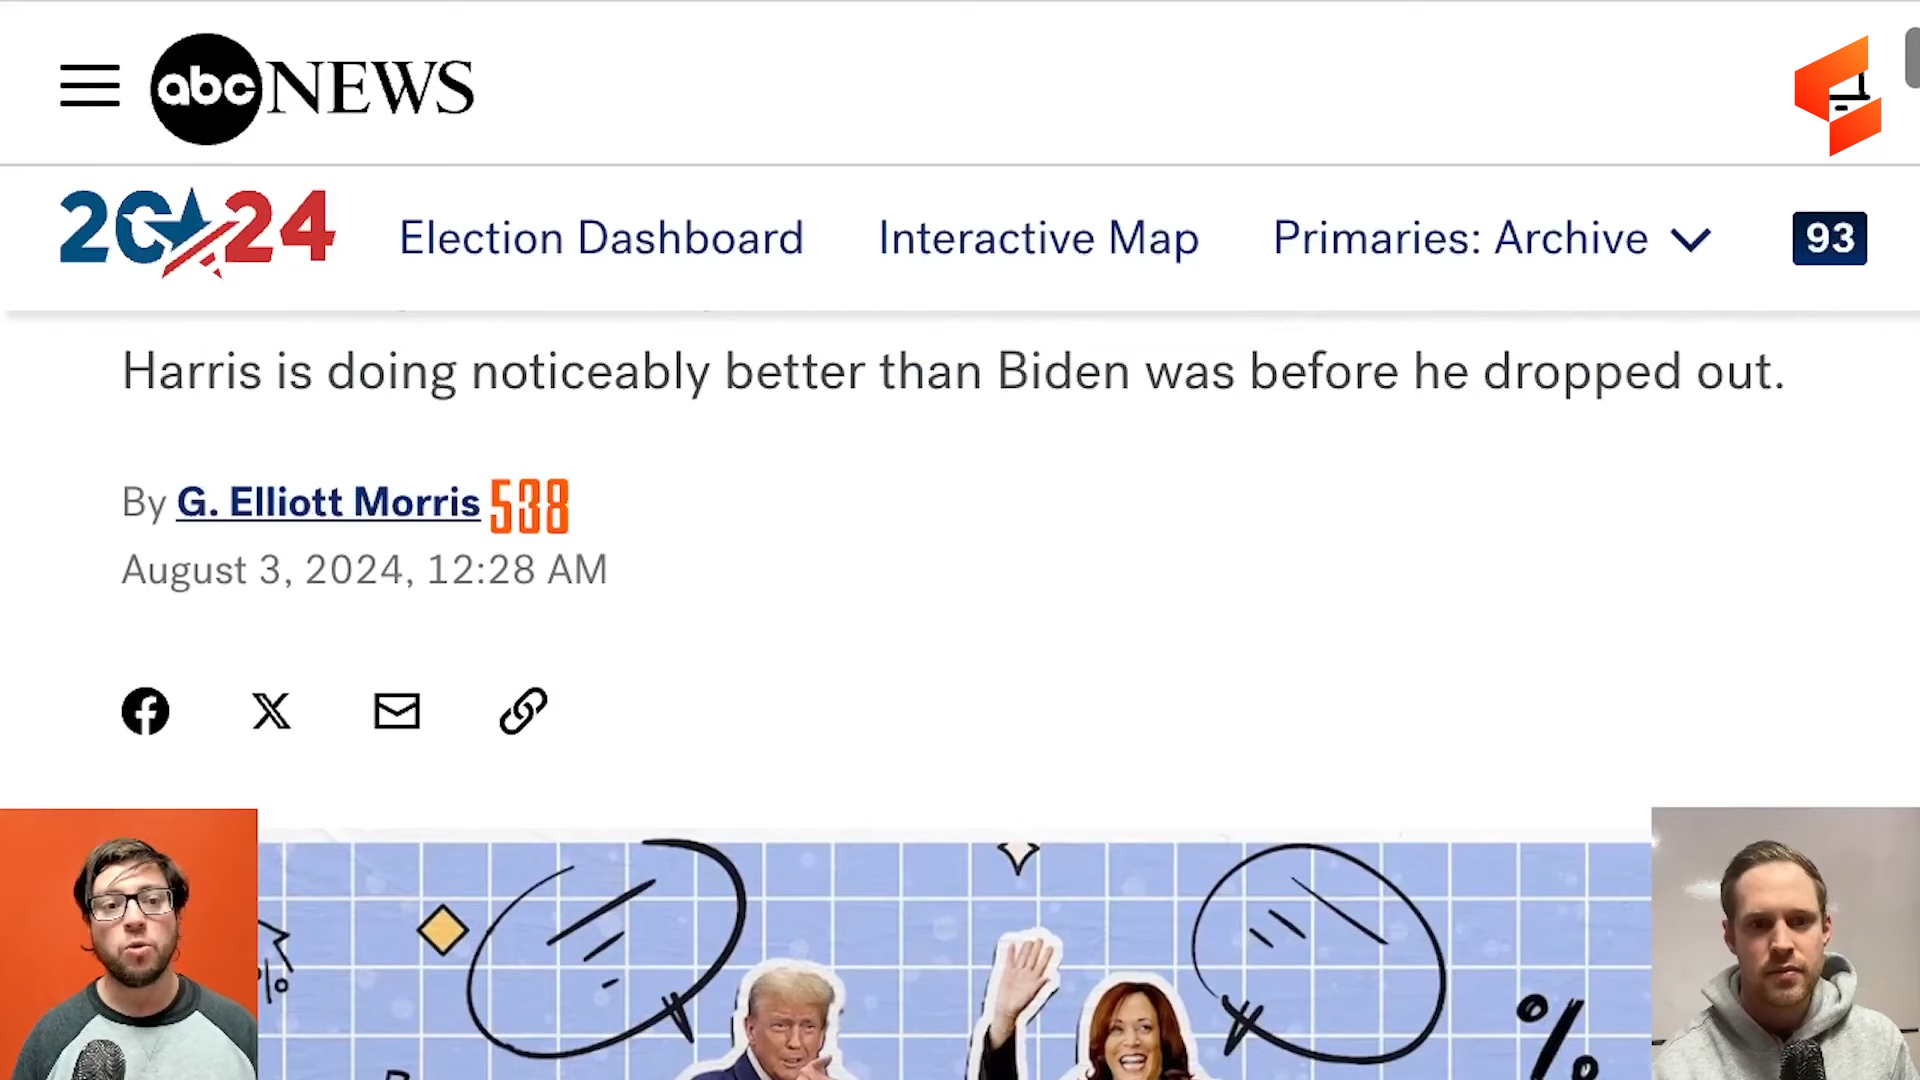 abc NEWS
2024 Election Dashboard Interactive Map Primaries: Archive 93
Harris is doing noticeably better than Biden was before he dropped out.
By G. Elliott Morris 538
August 3, 2024, 12:28 AM
%
%